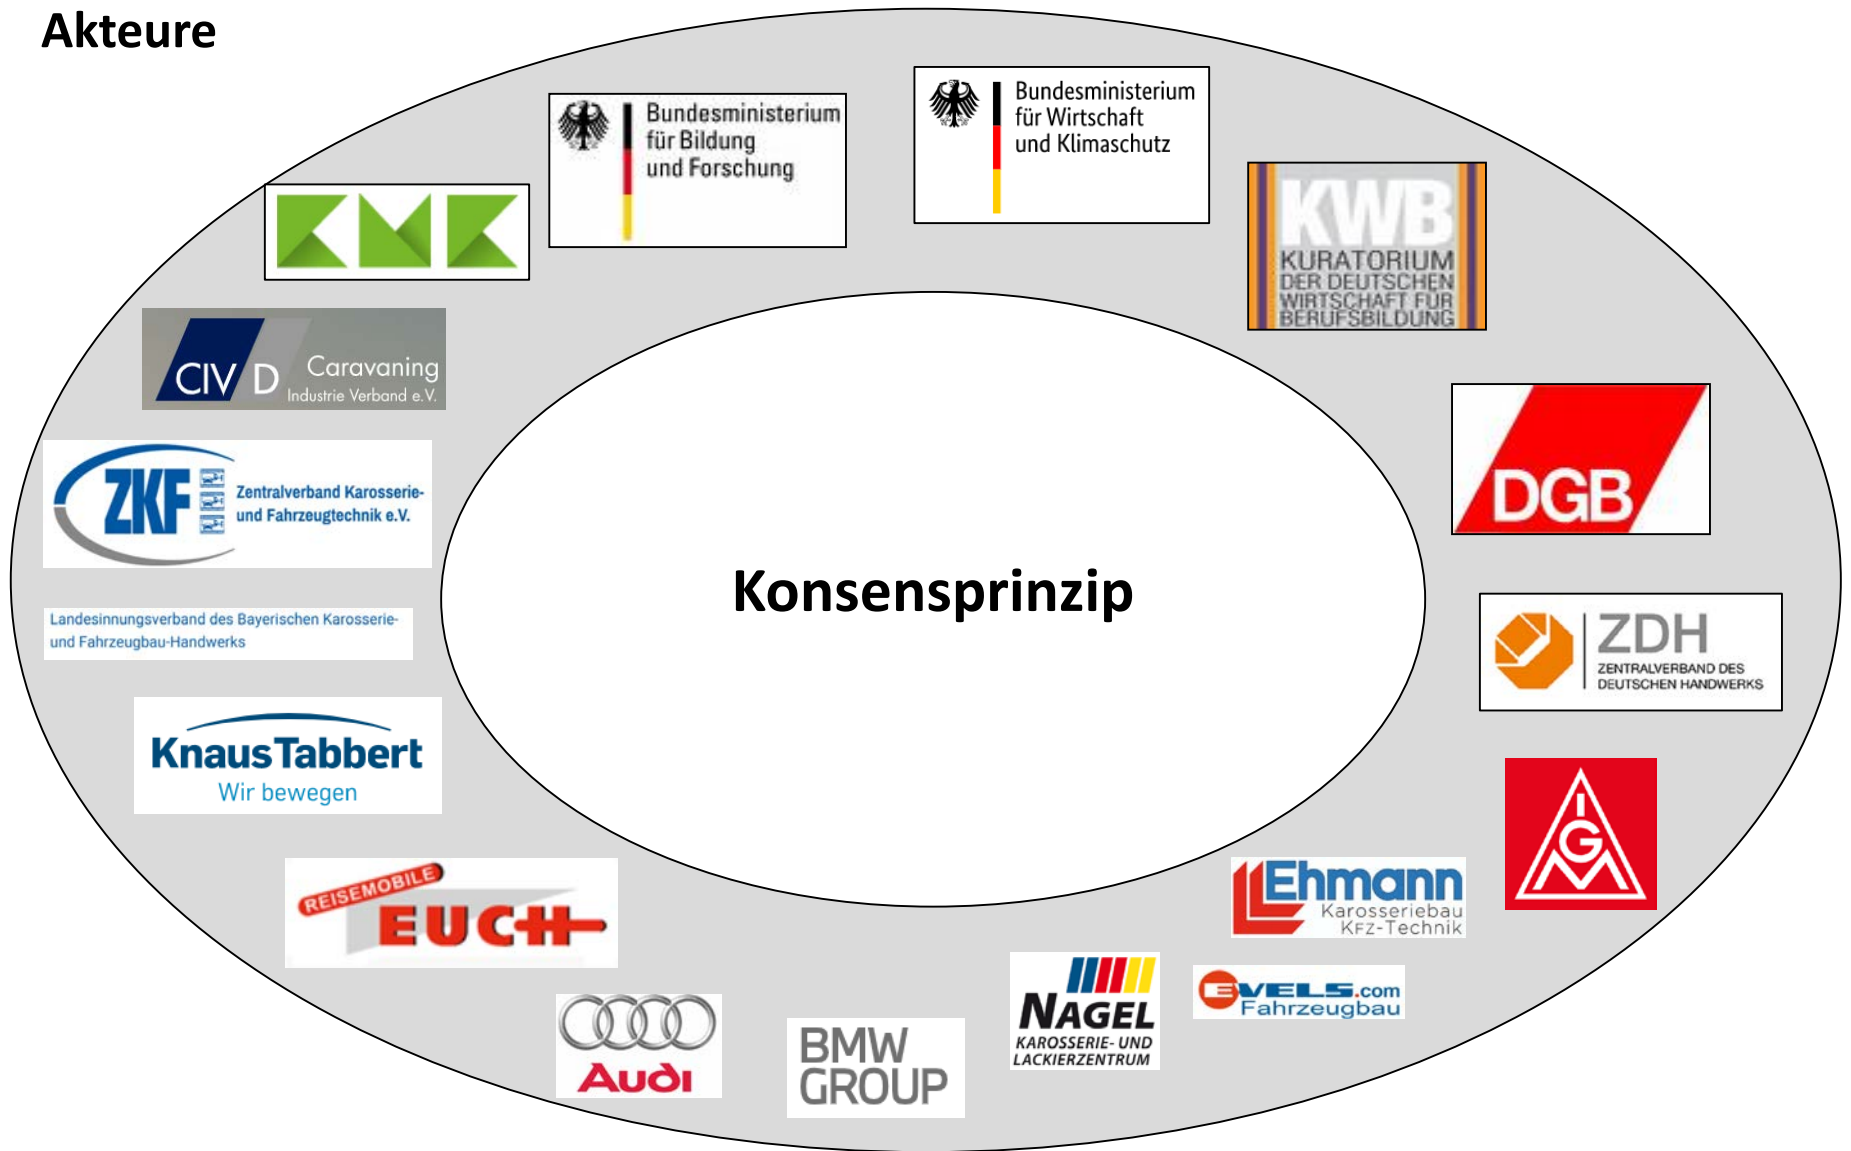 Akteure
Bundesministerium
für Bildung
und Forschung
Bundesministerium
für Wirtschaft
und Klimaschutz
KMK
KWB
KURATORIUM
DER DEUTSCHEN
WIRTSCHAFT FÜR
BERUFSBILDUNG
CIVD
Caravaning
Industrie Verband e.V.
DGB
ZKF
Zentralverband Karosserie-
und Fahrzeugtechnik e.V.
Konsensprinzip
Landesinnungsverband des Bayerischen Karosserie-
und Fahrzeugbau-Handwerks
ZDH
ZENTRALVERBAND DES
DEUTSCHEN HANDWERKS
KnausTabbert
Wir bewegen
IGM
REISEMOBILE
EUCH
Ehmann
Karosseriebau
KFZ-Technik
Audi
BMW
GROUP
NAGEL
KAROSSERIE- UND
LACKIERZENTRUM
EVELS.com
Fahrzeugbau